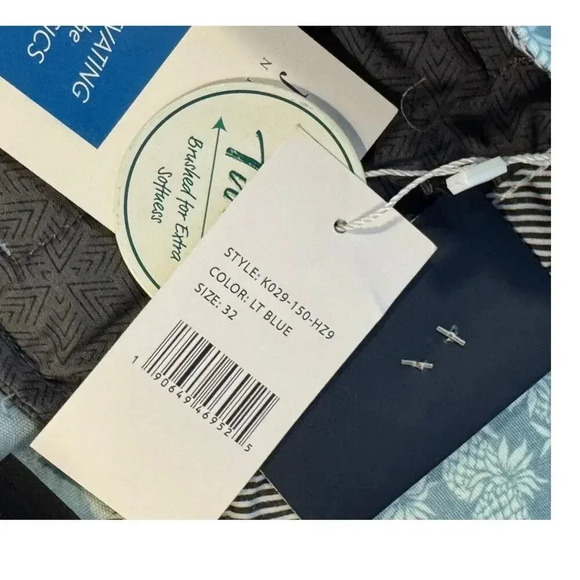 VATING
he
ICS
J
Brushed for Extra
Softness
STYLE: K029-150-HZ9
COLOR: LT BLUE
SIZE: 32
1 90649 46952 5